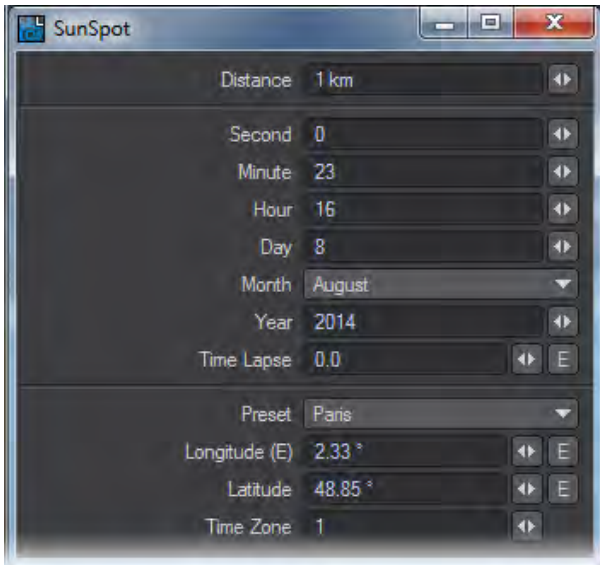 SunSpot
Distance 1 km
Second 0
Minute 23
Hour 16
Day 8
Month August
Year 2014
Time Lapse 0.0 E
Preset Paris
Longitude (E) 2.33 ° E
Latitude 48.85 ° E
Time Zone 1